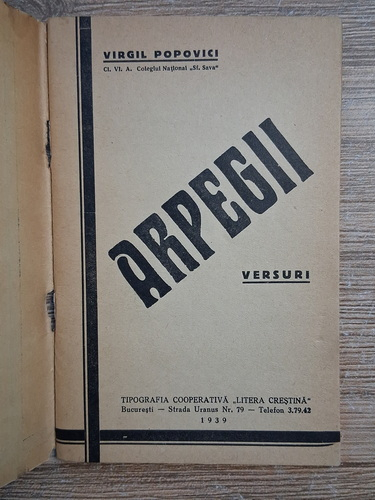 VIRGIL POPOVICI
Cl. VI. A. Colegiul Național „Sf. Sava"
ARPEGII
VERSURI
TIPOGRAFIA COOPERATIVĂ „LITERA CREȘTINĂ"
București — Strada Uranus Nr. 79 — Telefon 3.79.42
1939